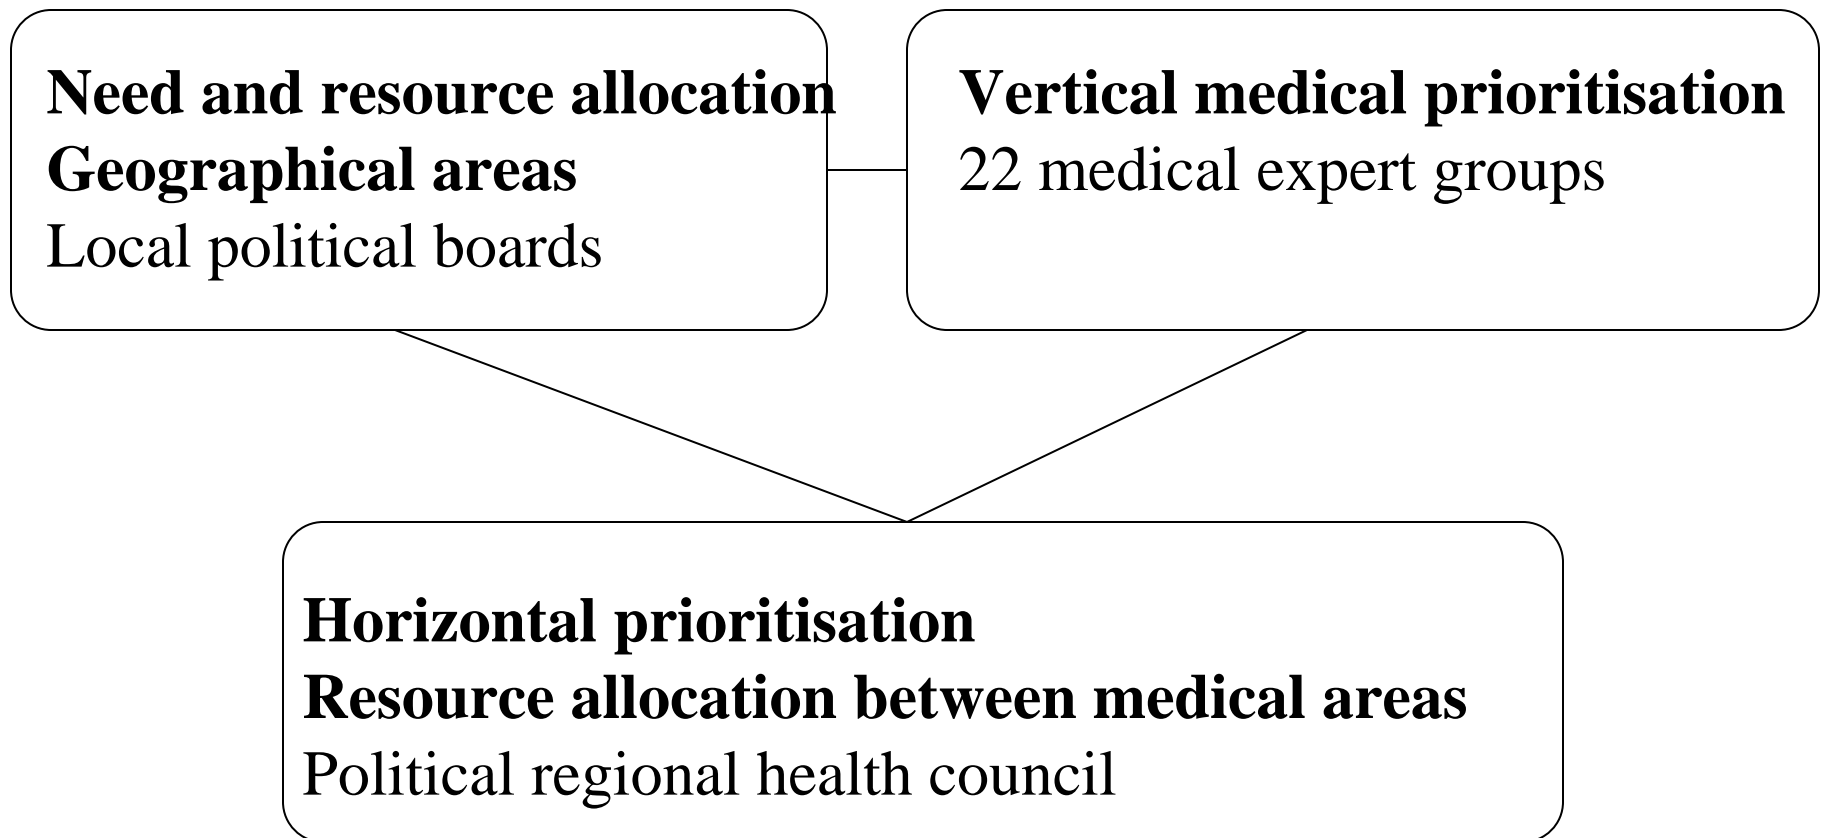 Need and resource allocation
Geographical areas
Local political boards
Vertical medical prioritisation
22 medical expert groups
Horizontal prioritisation
Resource allocation between medical areas
Political regional health council